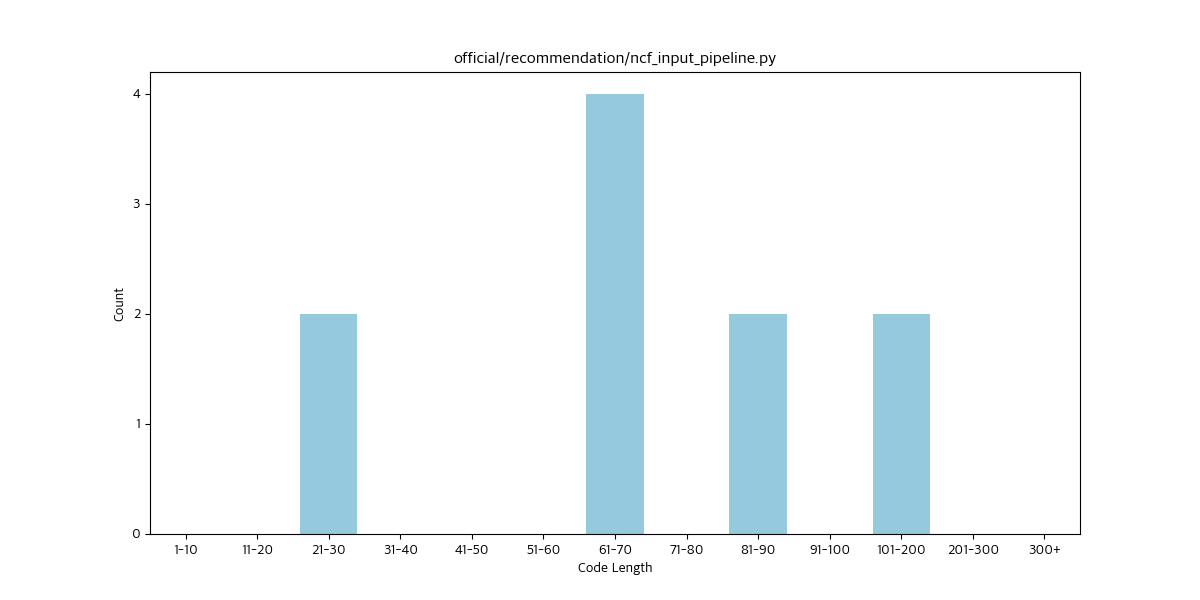 official/recommendation/ncf_input_pipeline.py
4
3
2
1
0
Count
1-10 11-20 21-30 31-40 41-50 51-60 61-70 71-80 81-90 91-100 101-200 201-300 300+
Code Length